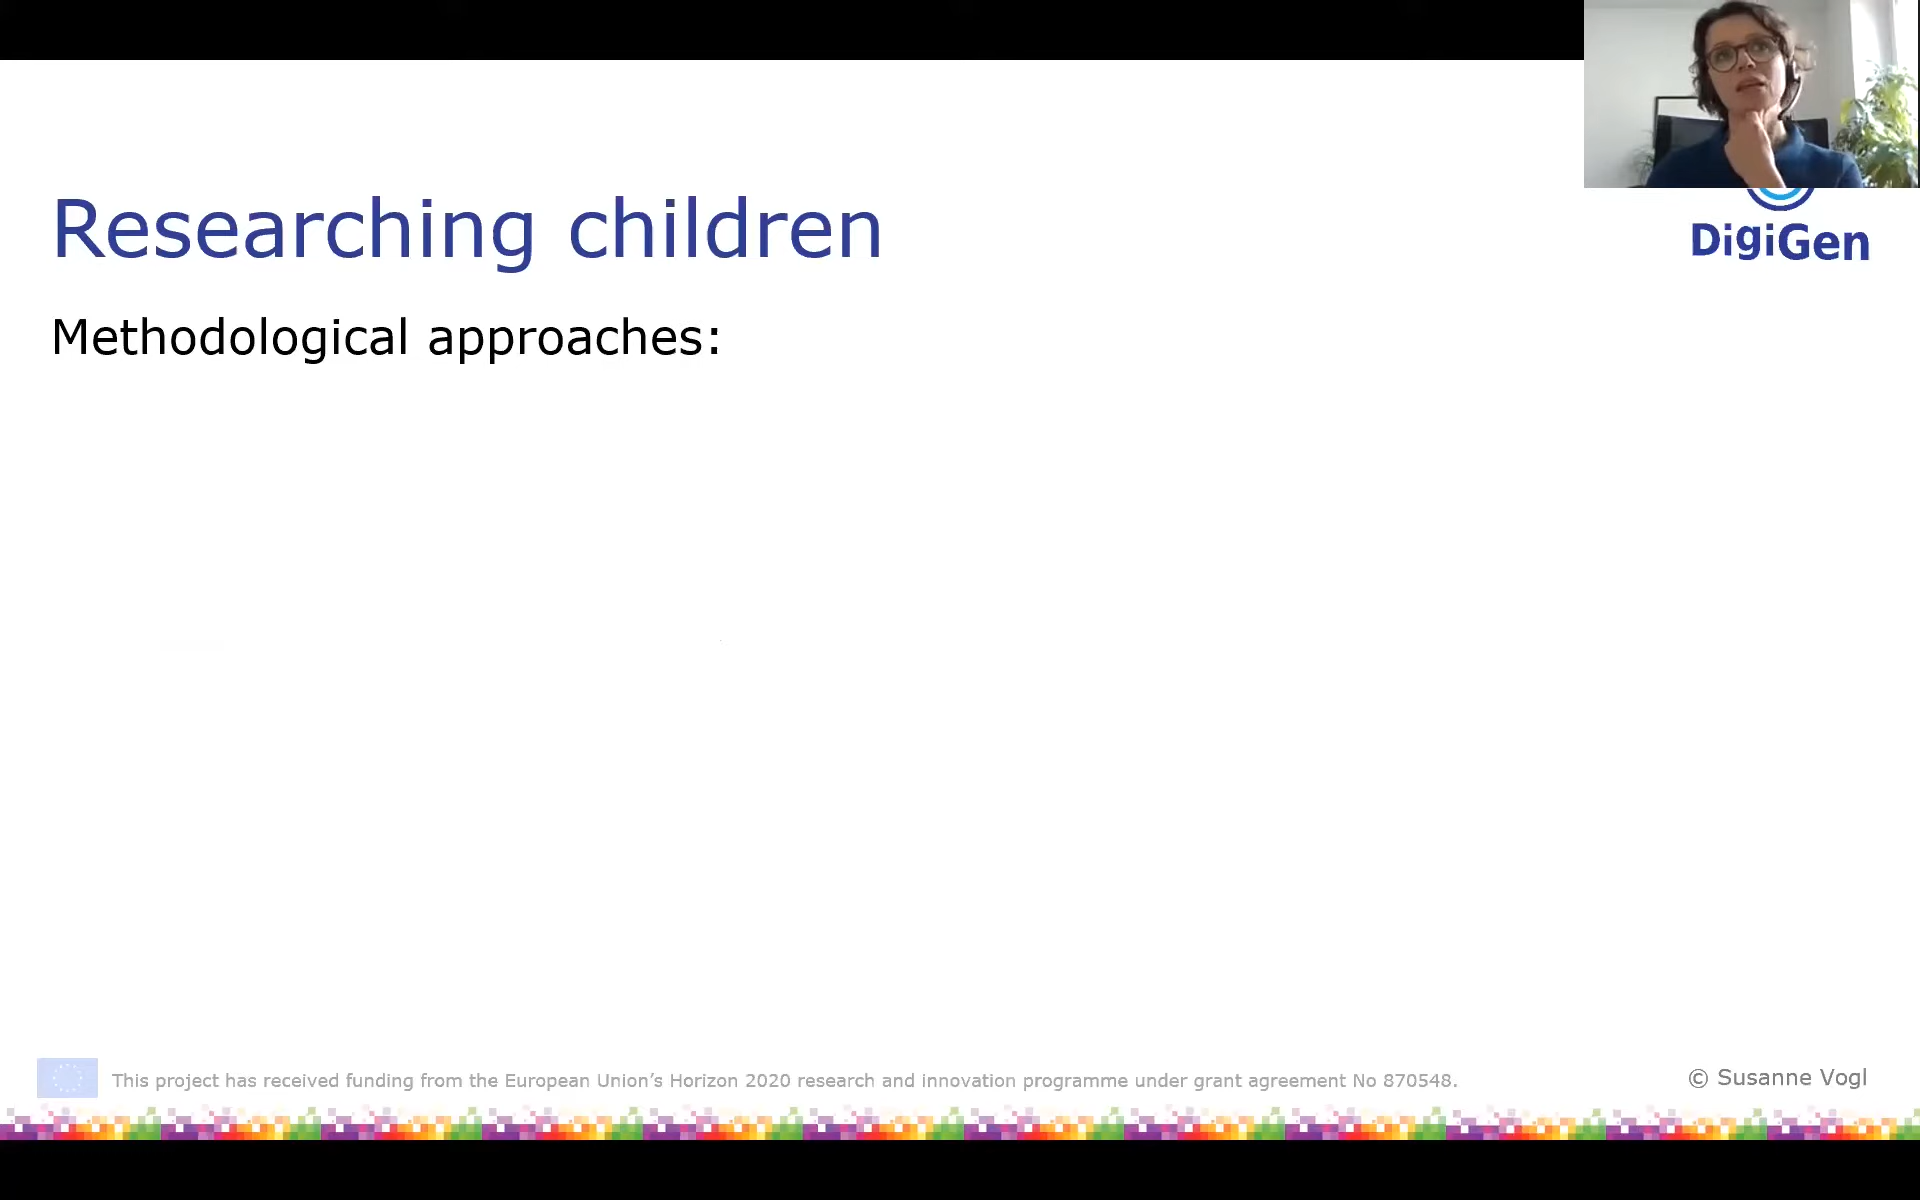 Researching children
DigiGen
Methodological approaches:
This project has received funding from the European Union’s Horizon 2020 research and innovation programme under grant agreement No 870548.
© Susanne Vogl